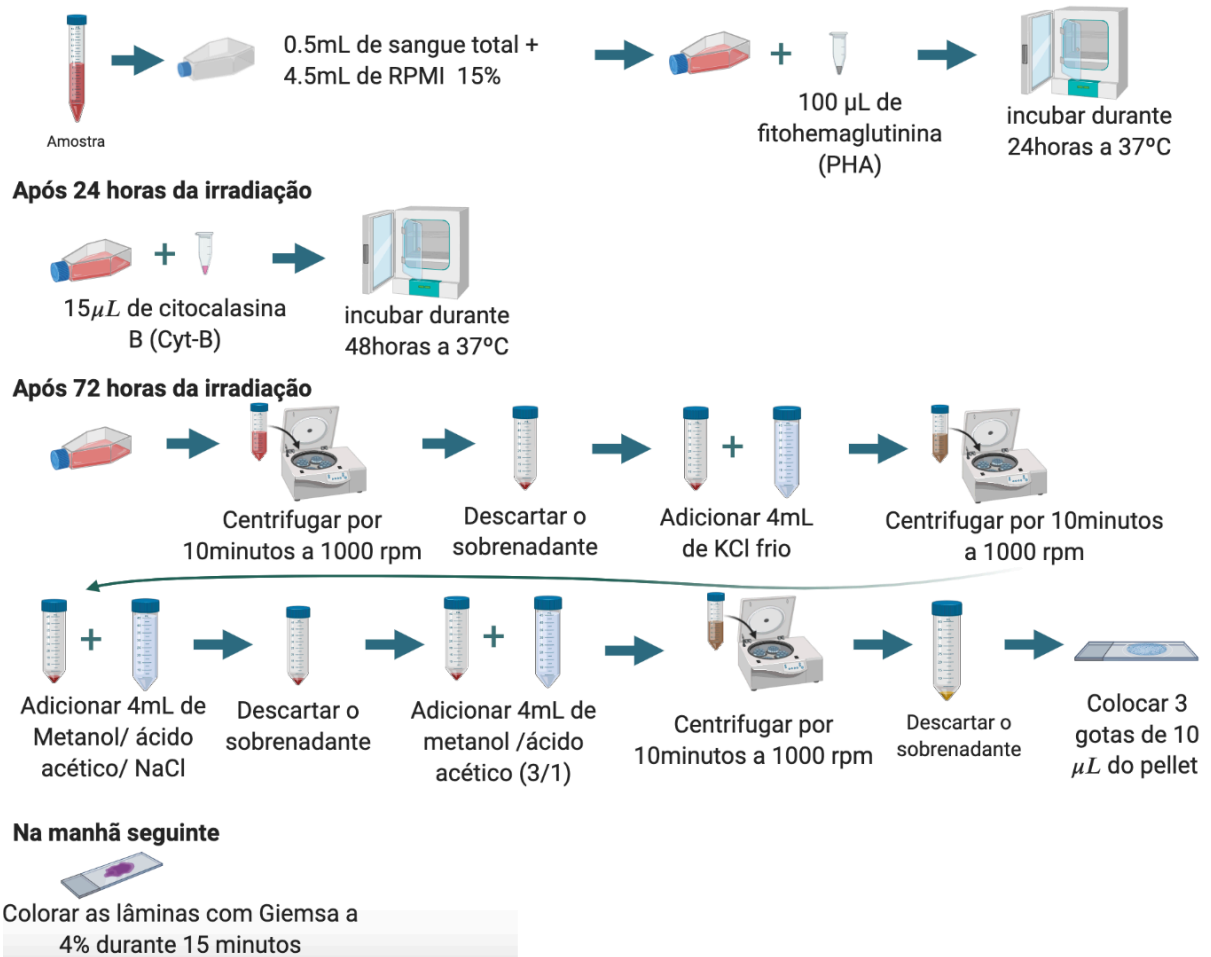 0.5mL de sangue total +
4.5mL de RPMI 15%
Amostra
100 µL de
fitohemaglutinina
(PHA)
incubar durante
24horas a 37ºC
Após 24 horas da irradiação
15µL de citocalasina
B (Cyt-B)
incubar durante
48horas a 37ºC
Após 72 horas da irradiação
Centrifugar por
10minutos a 1000 rpm
Descartar o
sobrenadante
Adicionar 4mL
de KCl frio
Centrifugar por 10minutos
a 1000 rpm
Adicionar 4mL de
Metanol/ ácido
acético/ NaCl
Descartar o
sobrenadante
Adicionar 4mL de
metanol /ácido
acético (3/1)
Centrifugar por
10minutos a 1000 rpm
Descartar o
sobrenadante
Colocar 3
gotas de 10
µL do pellet
Na manhã seguinte
Colorar as lâminas com Giemsa a
4% durante 15 minutos